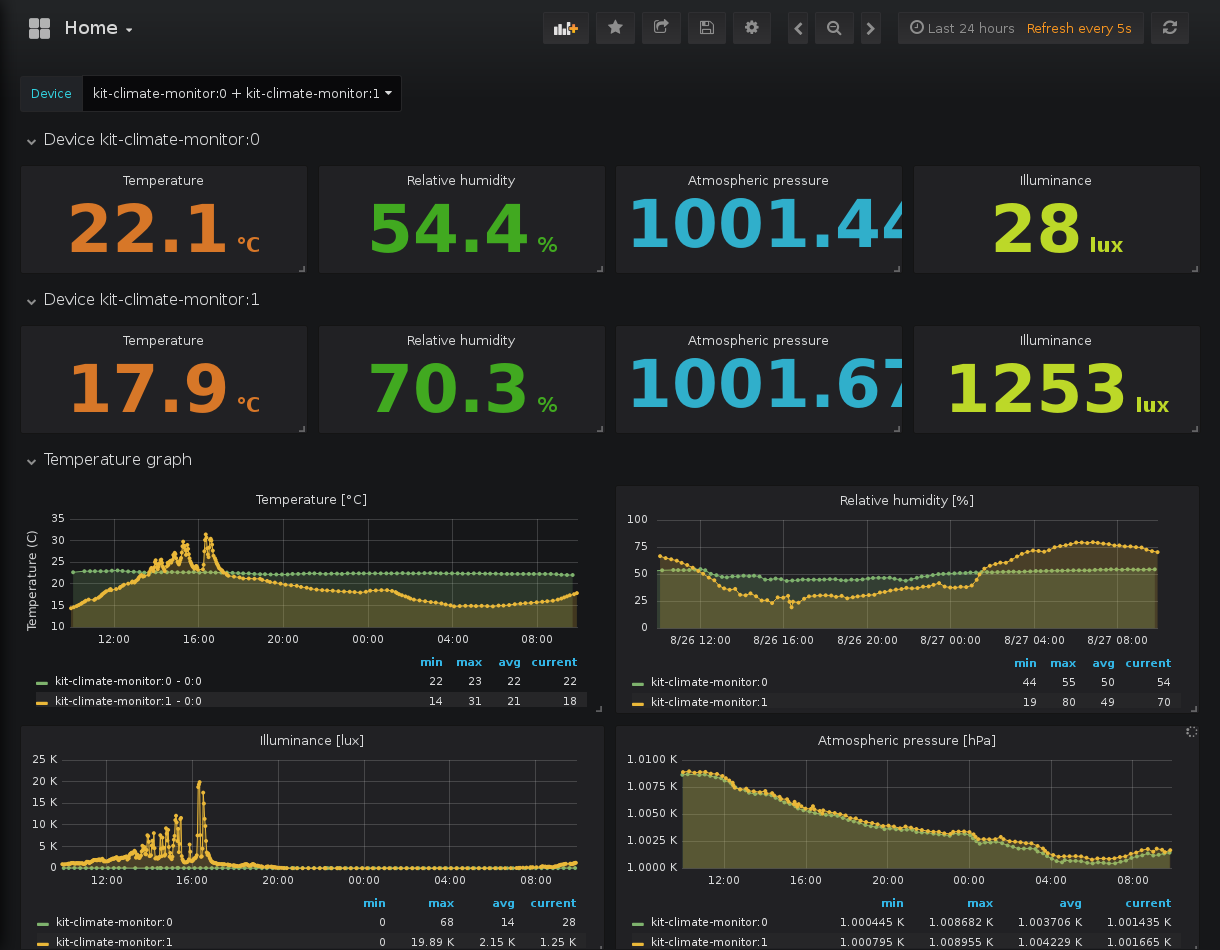 Home
Last 24 hours Refresh every 5s
Device kit-climate-monitor:0 + kit-climate-monitor:1
Device kit-climate-monitor:0
Temperature Relative humidity Atmospheric pressure Illuminance
22.1 °C 54.4 % 1001.44 28 lux
Device kit-climate-monitor:1
Temperature Relative humidity Atmospheric pressure Illuminance
17.9 °C 70.3 % 1001.67 1253 lux
Temperature graph
Temperature [°C]
Temperature (C)
35
30
25
20
15
10
12:00 16:00 20:00 00:00 04:00 08:00
min max avg current
kit-climate-monitor:0 - 0:0 22 23 22 22
kit-climate-monitor:1 - 0:0 14 31 21 18
Relative humidity [%]
100
75
50
25
0
8/26 12:00 8/26 16:00 8/26 20:00 8/27 00:00 8/27 04:00 8/27 08:00
min max avg current
kit-climate-monitor:0 44 55 50 54
kit-climate-monitor:1 19 80 49 70
Illuminance [lux]
25 K
20 K
15 K
10 K
5 K
0
12:00 16:00 20:00 00:00 04:00 08:00
min max avg current
kit-climate-monitor:0 0 68 14 28
kit-climate-monitor:1 0 19.89 K 2.15 K 1.25 K
Atmospheric pressure [hPa]
1.0100 K
1.0075 K
1.0050 K
1.0025 K
1.0000 K
12:00 16:00 20:00 00:00 04:00 08:00
min max avg current
kit-climate-monitor:0 1.000445 K 1.008682 K 1.003706 K 1.001435 K
kit-climate-monitor:1 1.000795 K 1.008955 K 1.004229 K 1.001665 K